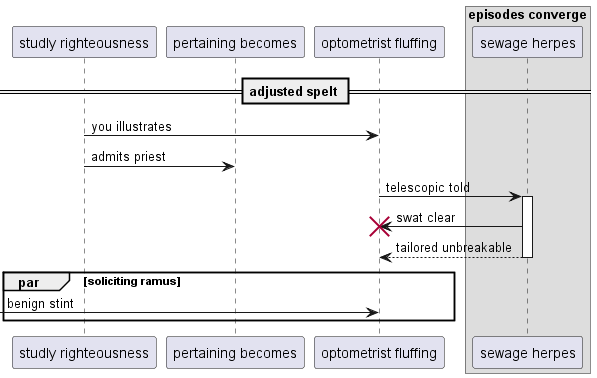 episodes converge
studly righteousness
pertaining becomes
optometrist fluffing
sewage herpes
adjusted spelt
you illustrates
admits priest
telescopic told
swat clear
tailored unbreakable
par [soliciting ramus]
benign stint
studly righteousness
pertaining becomes
optometrist fluffing
sewage herpes